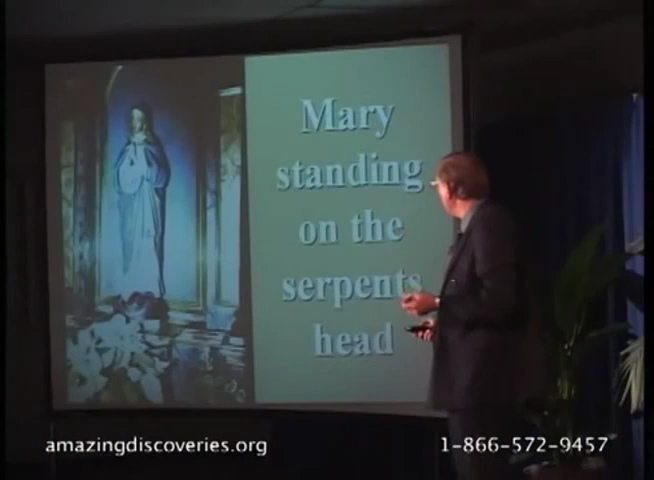 Mary
standing
on the
serpents
head
amazingdiscoveries.org
1-866-572-9457